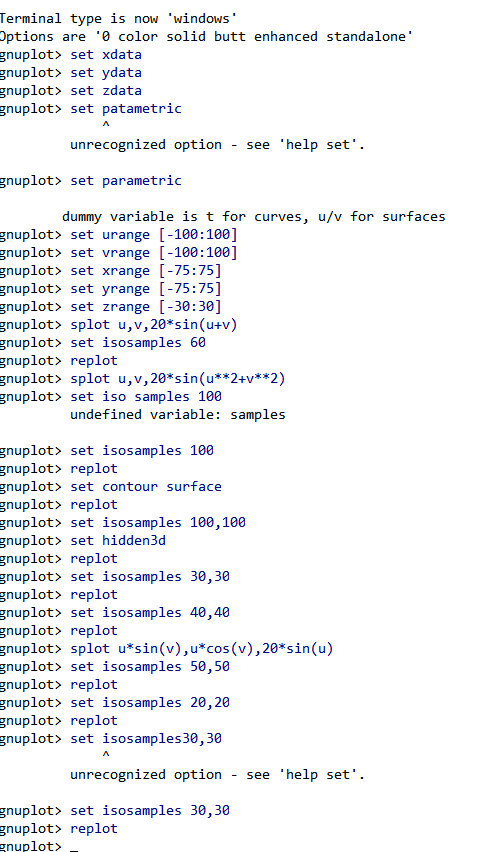 Terminal type is now 'windows'
Options are '0 color solid butt enhanced standalone'
gnuplot> set xdata
gnuplot> set ydata
gnuplot> set zdata
gnuplot> set patametric
^
unrecognized option - see 'help set'.
gnuplot> set parametric
dummy variable is t for curves, u/v for surfaces
gnuplot> set urange [-100:100]
gnuplot> set vrange [-100:100]
gnuplot> set xrange [-75:75]
gnuplot> set yrange [-75:75]
gnuplot> set zrange [-30:30]
gnuplot> splot u,v,20*sin(u+v)
gnuplot> set isosamples 60
gnuplot> replot
gnuplot> splot u,v,20*sin(u**2+v**2)
gnuplot> set iso samples 100
undefined variable: samples
gnuplot> set isosamples 100
gnuplot> replot
gnuplot> set contour surface
gnuplot> replot
gnuplot> set isosamples 100,100
gnuplot> set hidden3d
gnuplot> replot
gnuplot> set isosamples 30,30
gnuplot> replot
gnuplot> set isosamples 40,40
gnuplot> replot
gnuplot> splot u*sin(v),u*cos(v),20*sin(u)
gnuplot> set isosamples 50,50
gnuplot> replot
gnuplot> set isosamples 20,20
gnuplot> replot
gnuplot> set isosamples30,30
^
unrecognized option - see 'help set'.
gnuplot> set isosamples 30,30
gnuplot> replot
gnuplot> _